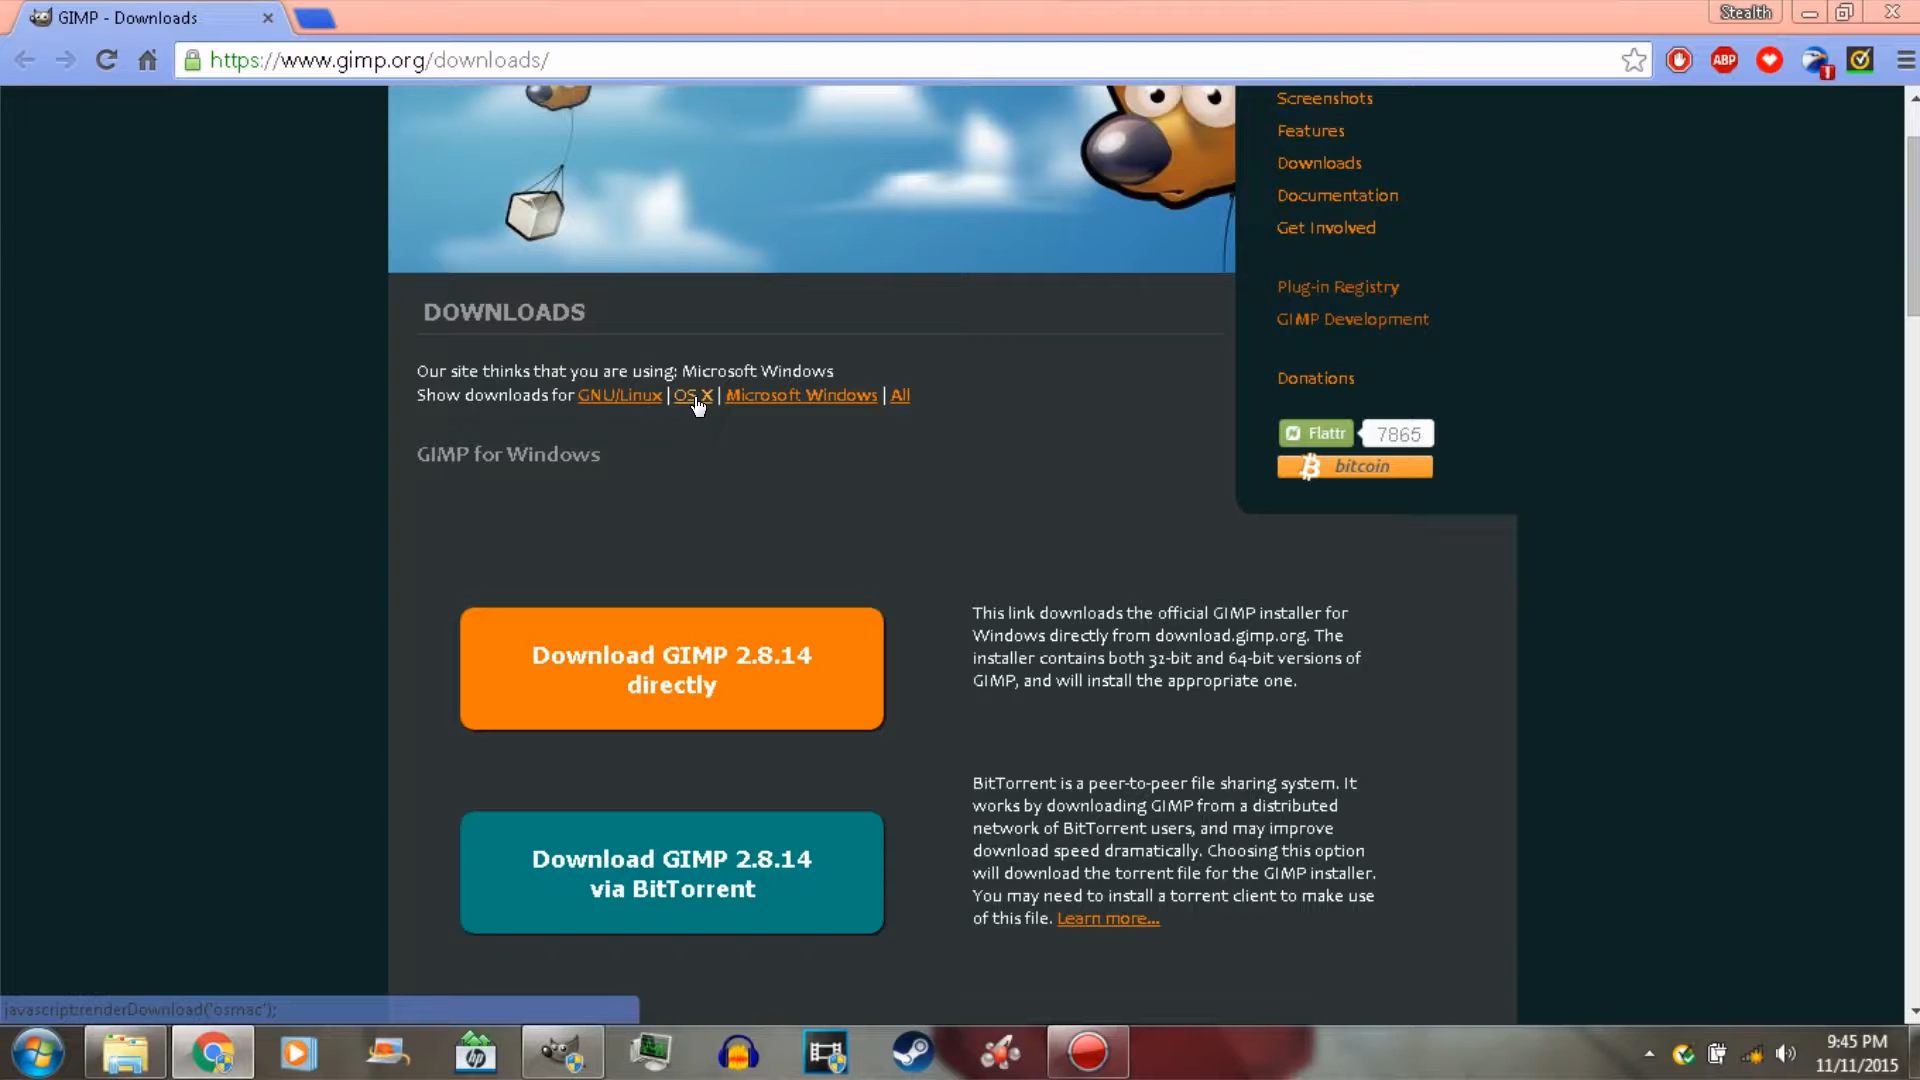 GIMP - Downloads
Stealth
https://www.gimp.org/downloads/
ABP
1
Screenshots
Features
Downloads
Documentation
Get Involved
Plug-in Registry
GIMP Development
Donations
Flattr 7865
bitcoin
DOWNLOADS
Our site thinks that you are using: Microsoft Windows
Show downloads for GNU/Linux | OS X | Microsoft Windows | All
GIMP for Windows
Download GIMP 2.8.14
directly
This link downloads the official GIMP installer for
Windows directly from download.gimp.org. The
installer contains both 32-bit and 64-bit versions of
GIMP, and will install the appropriate one.
Download GIMP 2.8.14
via BitTorrent
BitTorrent is a peer-to-peer file sharing system. It
works by downloading GIMP from a distributed
network of BitTorrent users, and may improve
download speed dramatically. Choosing this option
will download the torrent file for the GIMP installer.
You may need to install a torrent client to make use
of this file. Learn more...
javascript:renderDownload('osmac');
hp
9:45 PM
11/11/2015